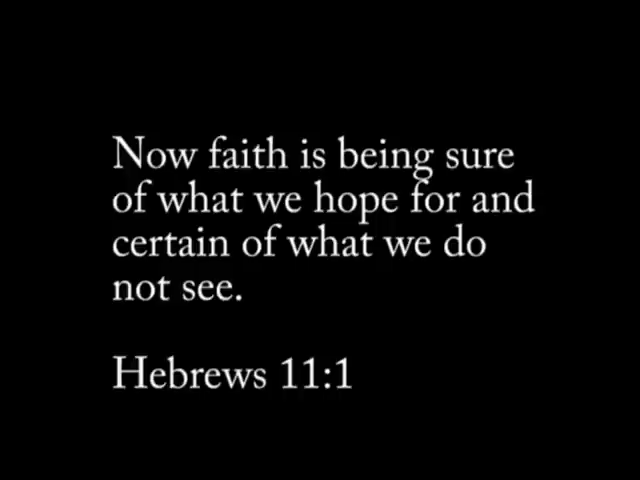 Now faith is being sure
of what we hope for and
certain of what we do
not see.
Hebrews 11:1